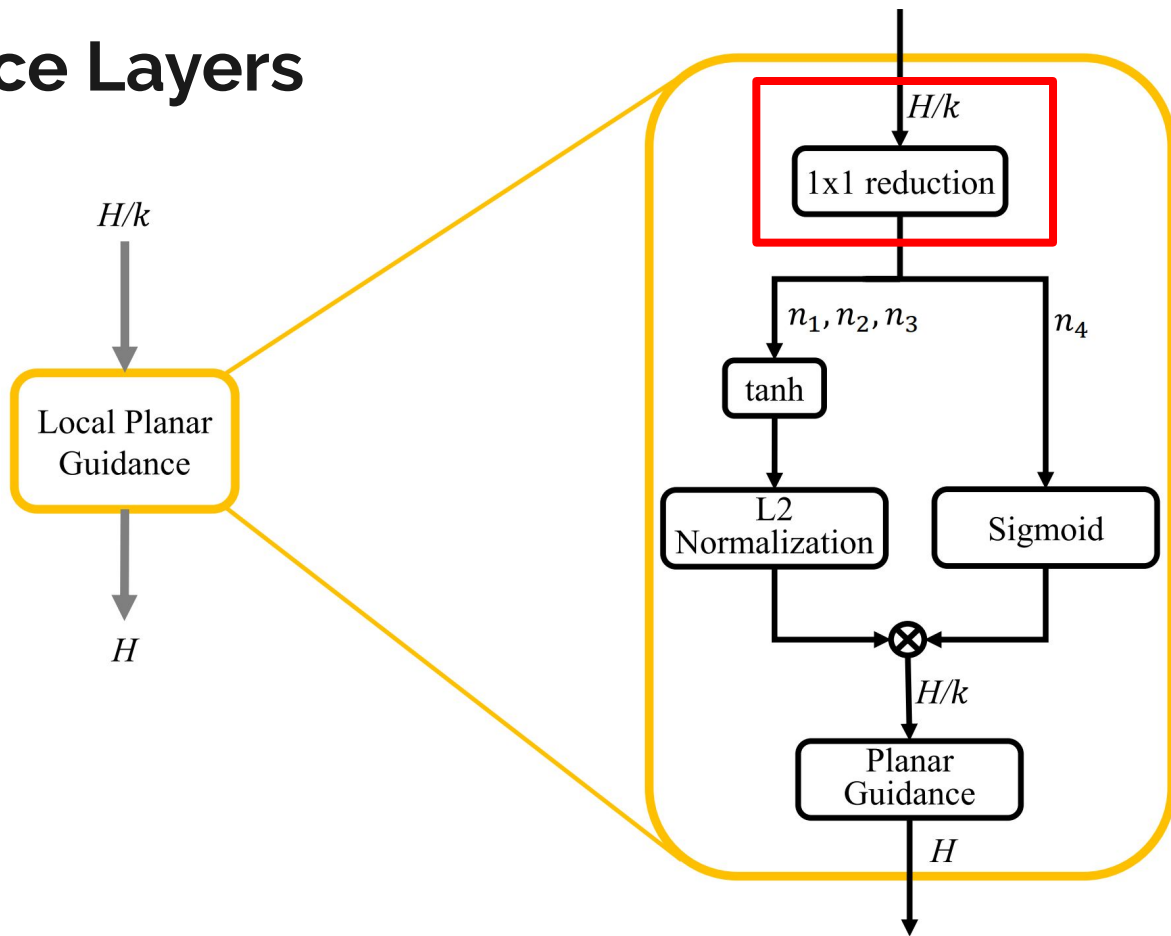 ce Layers
H/k
Local Planar
Guidance
H
H/k
1x1 reduction
n₁, n₂, n₃
n₄
tanh
L2
Normalization
Sigmoid
H/k
Planar
Guidance
H